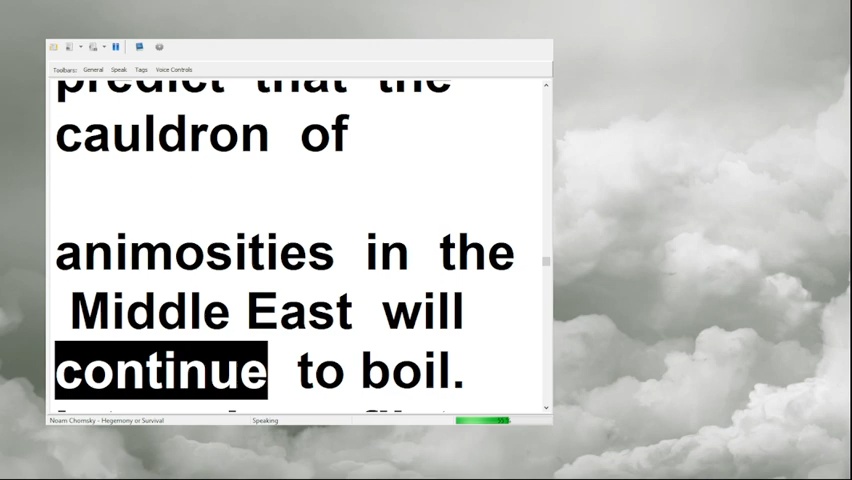 Toolbars: General Speak Tags Voice Controls
predict that the
cauldron of
animosities in the
Middle East will
continue to boil.
Noam Chomsky - Hegemony or Survival Speaking